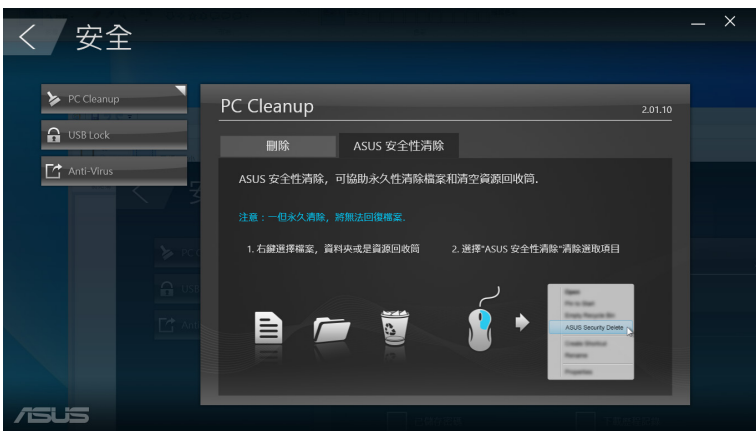 安全
PC Cleanup
USB Lock
Anti-Virus
PC Cleanup
2.01.10
刪除
ASUS 安全性清除
ASUS 安全性清除，可協助永久性清除檔案和清空資源回收筒.
注意：一但永久清除，將無法回復檔案.
1. 右鍵選擇檔案，資料夾或是資源回收筒
2. 選擇"ASUS 安全性清除"清除選取項目
Open
Pin to Start
Empty Recycle Bin
ASUS Security Delete
Create Shortcut
Rename
Properties
ASUS